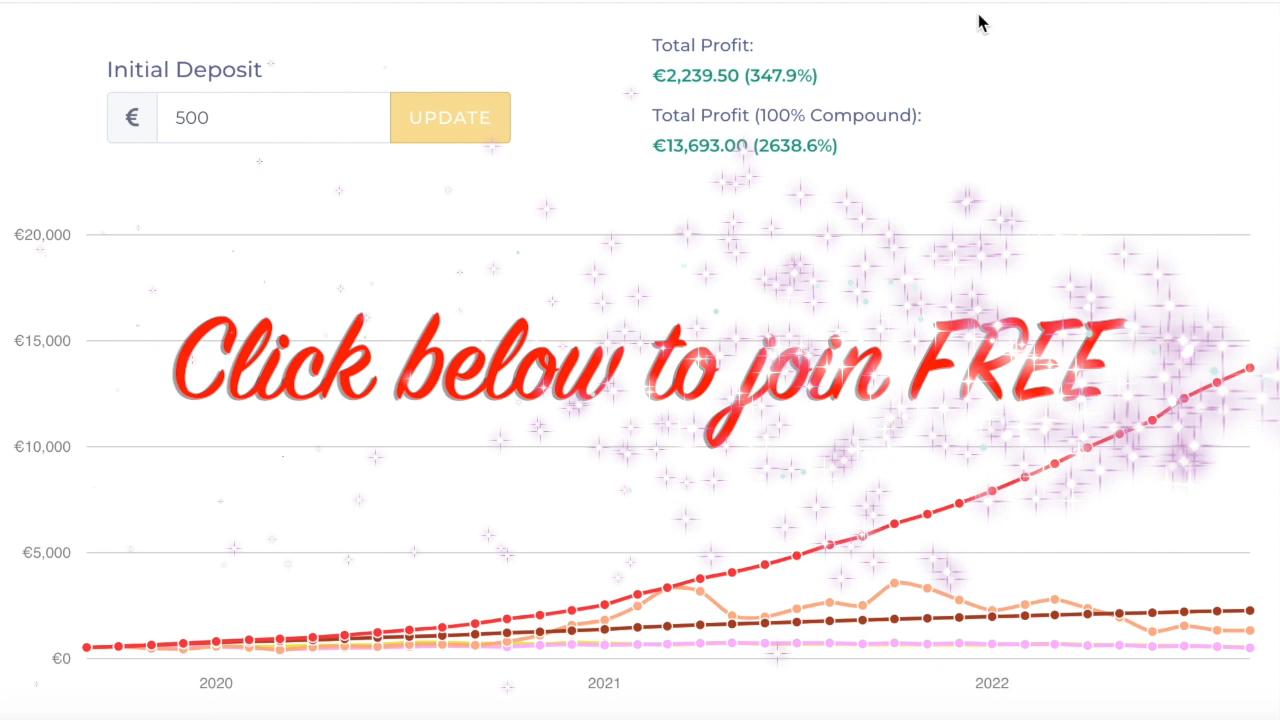 Total Profit:
Initial Deposit
€2,239.50 (347.9%)
€ 500 UPDATE
Total Profit (100% Compound):
€13,693.00 (2638.6%)
€20,000
Click below to join FREE
€15,000
€10,000
€5,000
€0
2020 2021 2022